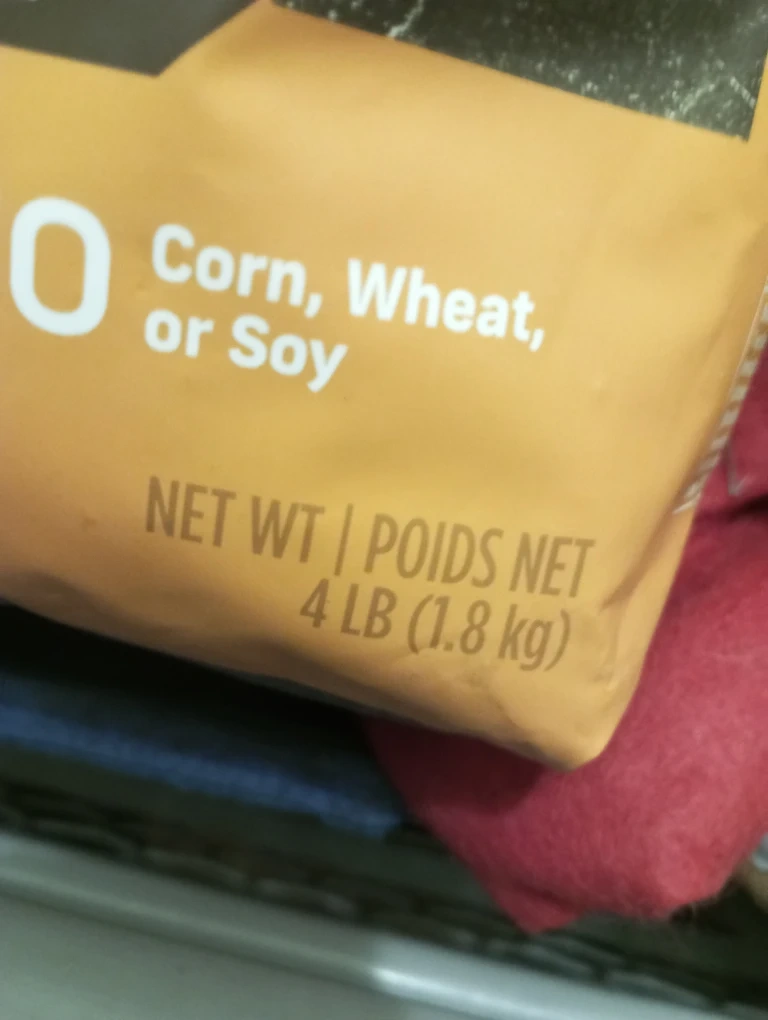 0 Corn, Wheat,
or Soy
NET WT | POIDS NET
4 LB (1.8 kg)